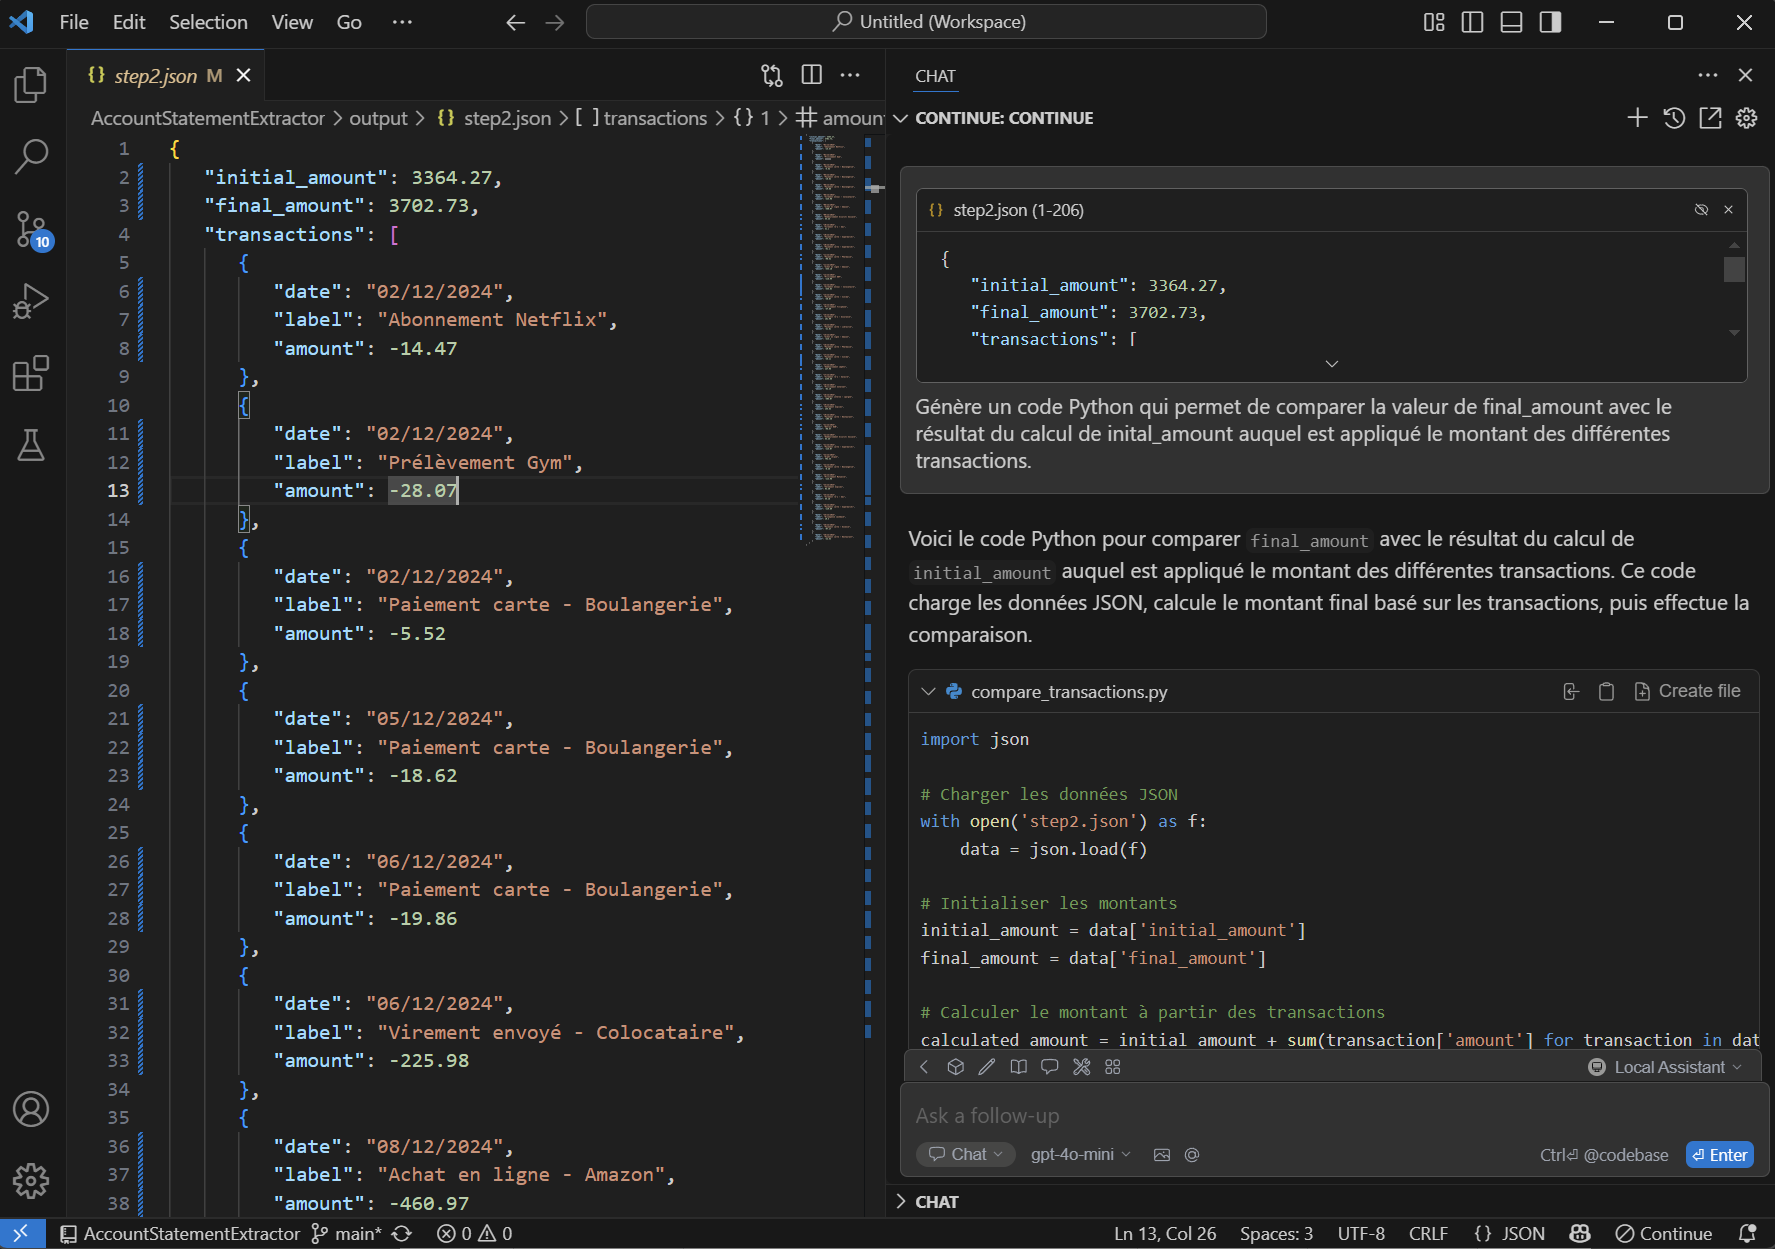 File Edit Selection View Go ··· Untitled (Workspace)
step2.json M
AccountStatementExtractor > output > {} step2.json > [ ] transactions > {} 1 > # amoun
1 {
2 "initial_amount": 3364.27,
3 "final_amount": 3702.73,
4 "transactions": [
5 {
6 "date": "02/12/2024",
7 "label": "Abonnement Netflix",
8 "amount": -14.47
9 },
10 {
11 "date": "02/12/2024",
12 "label": "Prélèvement Gym",
13 "amount": -28.07
14 },
15 {
16 "date": "02/12/2024",
17 "label": "Paiement carte - Boulangerie",
18 "amount": -5.52
19 },
20 {
21 "date": "05/12/2024",
22 "label": "Paiement carte - Boulangerie",
23 "amount": -18.62
24 },
25 {
26 "date": "06/12/2024",
27 "label": "Paiement carte - Boulangerie",
28 "amount": -19.86
29 },
30 {
31 "date": "06/12/2024",
32 "label": "Virement envoyé - Colocataire",
33 "amount": -225.98
34 },
35 {
36 "date": "08/12/2024",
37 "label": "Achat en ligne - Amazon",
38 "amount": -460.97
10
CHAT
CONTINUE: CONTINUE
{} step2.json (1-206)
{
"initial_amount": 3364.27,
"final_amount": 3702.73,
"transactions": [
Génère un code Python qui permet de comparer la valeur de final_amount avec le
résultat du calcul de inital_amount auquel est appliqué le montant des différentes
transactions.
Voici le code Python pour comparer final_amount avec le résultat du calcul de
initial_amount auquel est appliqué le montant des différentes transactions. Ce code
charge les données JSON, calcule le montant final basé sur les transactions, puis effectue la
comparaison.
compare_transactions.py Create file
import json
# Charger les données JSON
with open('step2.json') as f:
data = json.load(f)
# Initialiser les montants
initial_amount = data['initial_amount']
final_amount = data['final_amount']
# Calculer le montant à partir des transactions
calculated_amount = initial_amount + sum(transaction['amount'] for transaction in dat
Local Assistant
Ask a follow-up
Chat gpt-4o-mini @ Ctrl⏎ @codebase ⏎ Enter
CHAT
AccountStatementExtractor main* 0 0 Ln 13, Col 26 Spaces: 3 UTF-8 CRLF {} JSON Continue